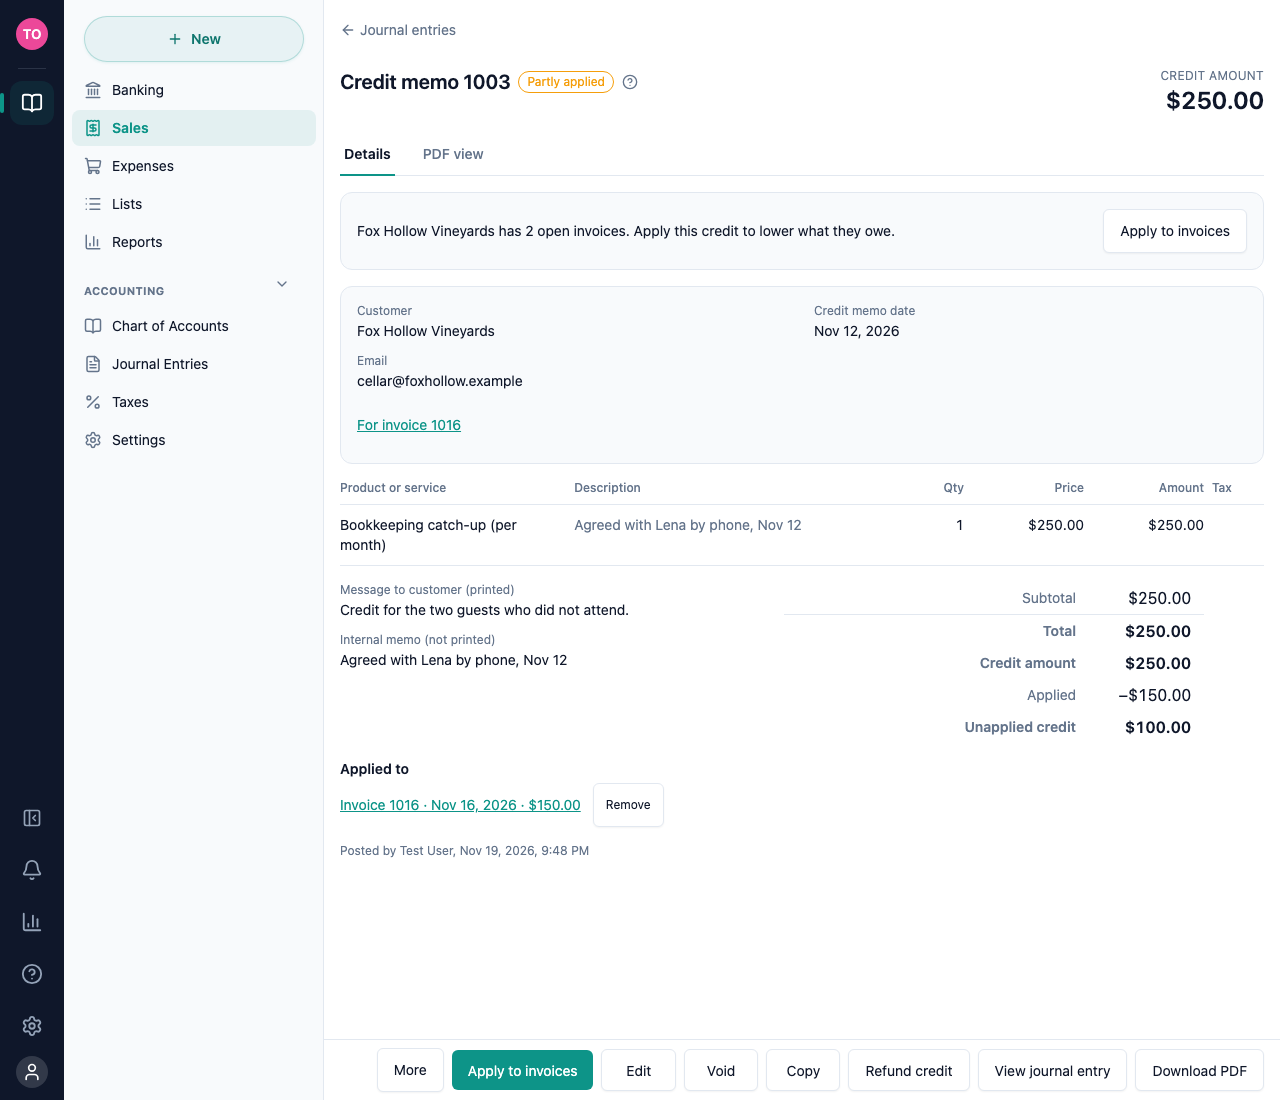 TO
New
Banking
Sales
Expenses
Lists
Reports
ACCOUNTING
Chart of Accounts
Journal Entries
Taxes
Settings
Journal entries
Credit memo 1003 Partly applied
CREDIT AMOUNT
$250.00
Details PDF view
Fox Hollow Vineyards has 2 open invoices. Apply this credit to lower what they owe. Apply to invoices
Customer Credit memo date
Fox Hollow Vineyards Nov 12, 2026
Email
cellar@foxhollow.example
For invoice 1016
Product or service Description Qty Price Amount Tax
Bookkeeping catch-up (per Agreed with Lena by phone, Nov 12 1 $250.00 $250.00
month)
Message to customer (printed)
Credit for the two guests who did not attend.
Internal memo (not printed)
Agreed with Lena by phone, Nov 12
Subtotal $250.00
Total $250.00
Credit amount $250.00
Applied –$150.00
Unapplied credit $100.00
Applied to
Invoice 1016 · Nov 16, 2026 · $150.00 Remove
Posted by Test User, Nov 19, 2026, 9:48 PM
More Apply to invoices Edit Void Copy Refund credit View journal entry Download PDF